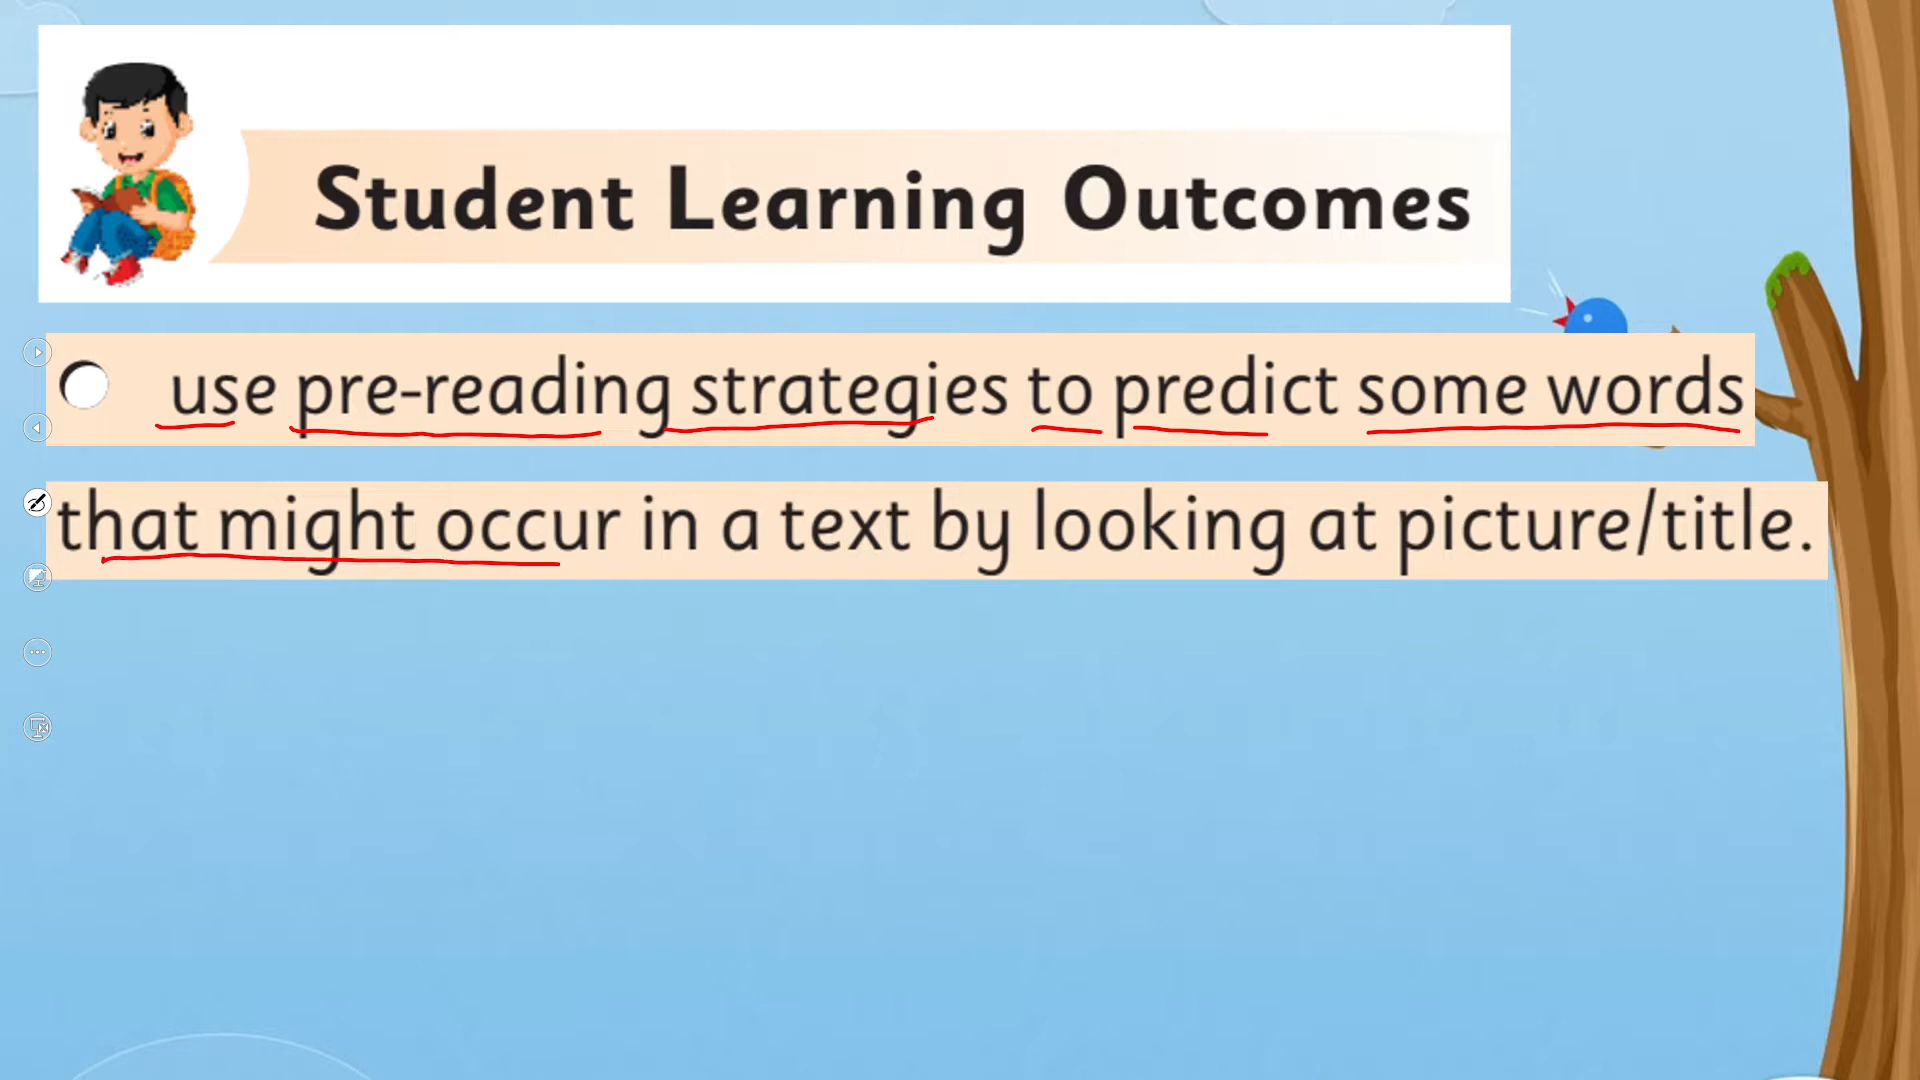 Student Learning Outcomes
use pre-reading strategies to predict some words
that might occur in a text by looking at picture/title.